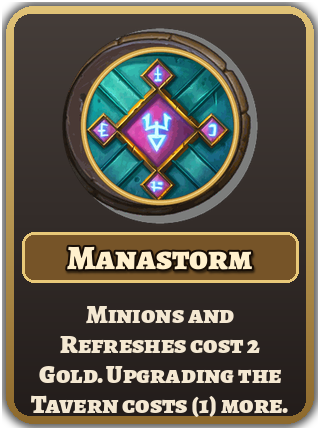 Manastorm
Minions and
Refreshes cost 2
Gold. Upgrading the
Tavern costs (1) more.